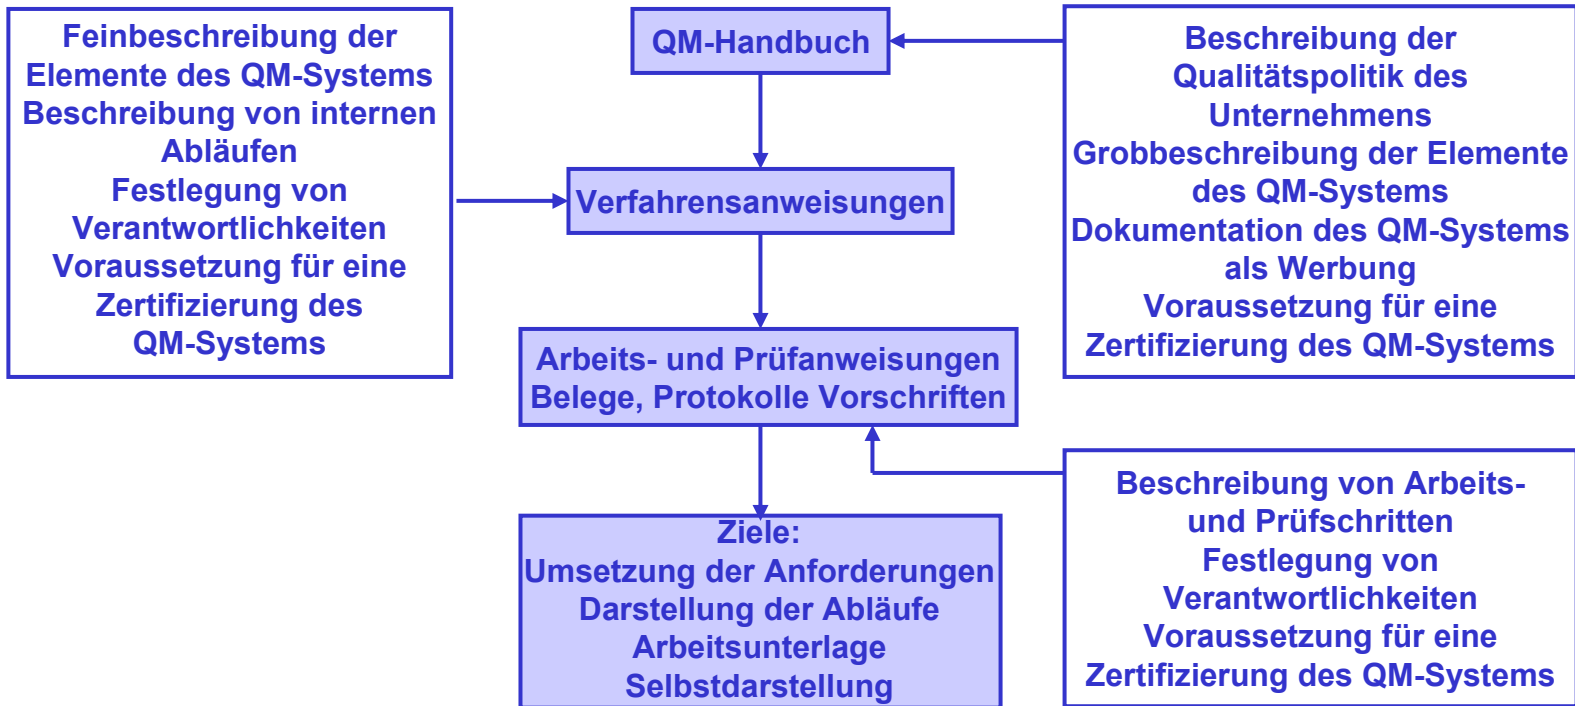 Feinbeschreibung der
Elemente des QM-Systems
Beschreibung von internen
Abläufen
Festlegung von
Verantwortlichkeiten
Voraussetzung für eine
Zertifizierung des
QM-Systems
QM-Handbuch
Beschreibung der
Qualitätspolitik des
Unternehmens
Grobbeschreibung der Elemente
des QM-Systems
Dokumentation des QM-Systems
als Werbung
Voraussetzung für eine
Zertifizierung des QM-Systems
Verfahrensanweisungen
Arbeits- und Prüfanweisungen
Belege, Protokolle Vorschriften
Beschreibung von Arbeits-
und Prüfschritten
Festlegung von
Verantwortlichkeiten
Voraussetzung für eine
Zertifizierung des QM-Systems
Ziele:
Umsetzung der Anforderungen
Darstellung der Abläufe
Arbeitsunterlage
Selbstdarstellung